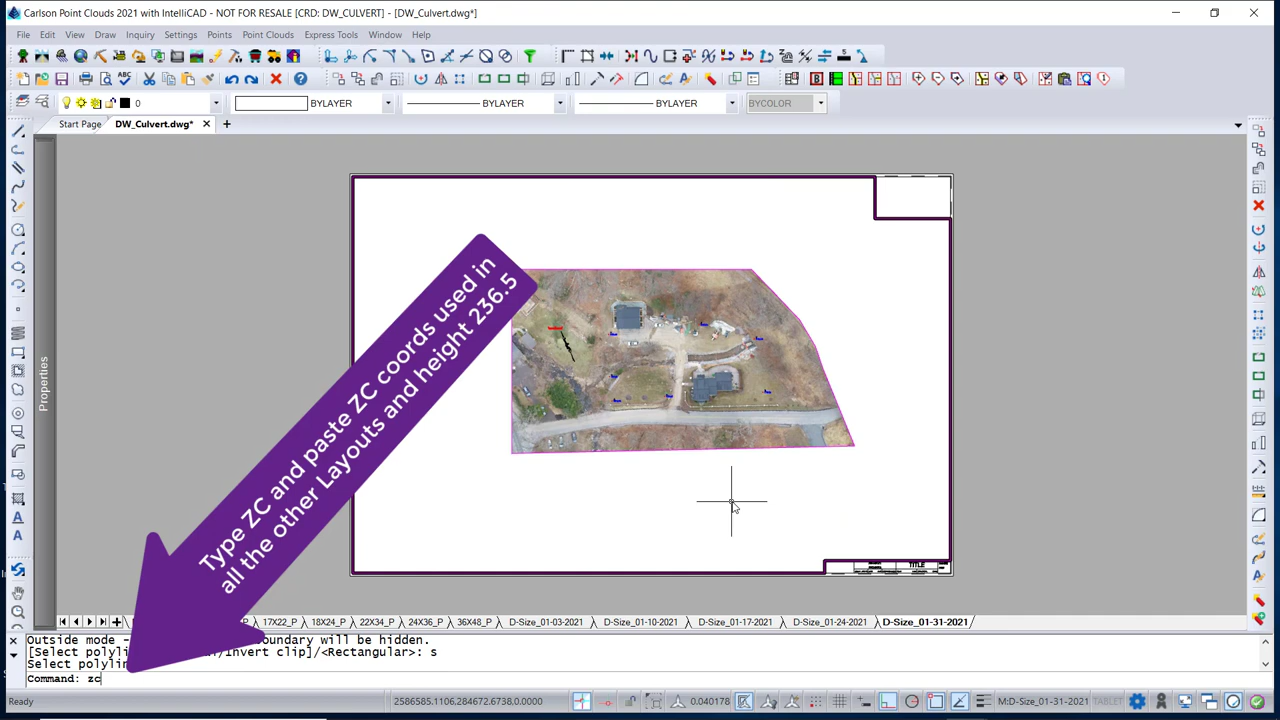 Carlson Point Clouds 2021 with IntelliCAD - NOT FOR RESALE [CRD: DW_CULVERT] - [DW_Culvert.dwg*]
File Edit View Draw Inquiry Settings Points Point Clouds Express Tools Window Help
0 BYLAYER BYLAYER BYLAYER BYCOLOR
Start Page DW_Culvert.dwg*
Properties
Type ZC and paste ZC coords used in
all the other Layouts and height 236.5
TITLE
17X22_P 18X24_P 22X34_P 24X36_P 36X48_P D-Size_01-03-2021 D-Size_01-10-2021 D-Size_01-17-2021 D-Size_01-24-2021 D-Size_01-31-2021
Outside mode - boundary will be hidden.
[Select polyli /Invert clip]/<Rectangular>: s
Select polylin
Command: zc
Ready 2586585.1106,284672.6738,0.0000 0.040178 M:D-Size_01-31-2021 TABLET